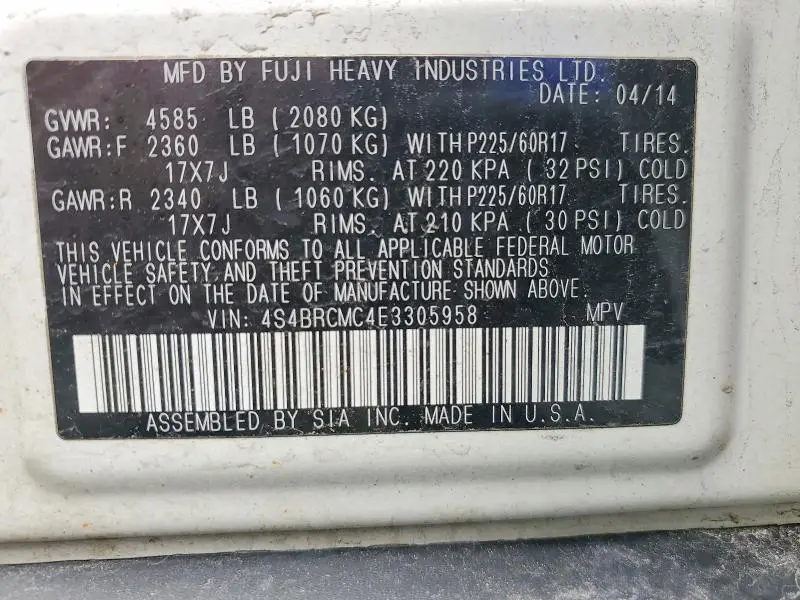 MFD BY FUJI HEAVY INDUSTRIES LTD.
DATE: 04/14
GVWR: 4585 LB ( 2080 KG)
GAWR:F 2360 LB ( 1070 KG) WITH P225/60R17 TIRES.
17X7J RIMS. AT 220 KPA ( 32 PSI) COLD
GAWR:R 2340 LB ( 1060 KG) WITH P225/60R17 TIRES.
17X7J RIMS. AT 210 KPA ( 30 PSI) COLD
THIS VEHICLE CONFORMS TO ALL APPLICABLE FEDERAL MOTOR
VEHICLE SAFETY AND THEFT PREVENTION STANDARDS
IN EFFECT ON THE DATE OF MANUFACTURE SHOWN ABOVE.
VIN: 4S4BRCMC4E3305958 MPV
ASSEMBLED BY SIA INC. MADE IN U.S.A.